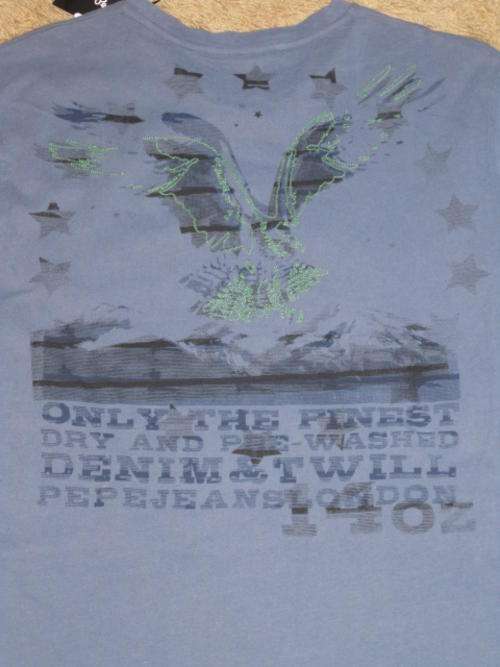 ONLY THE FINEST
DRY AND PRE-WASHED
DENIM & TWILL
PEPEJEANSLONDON
14OZ